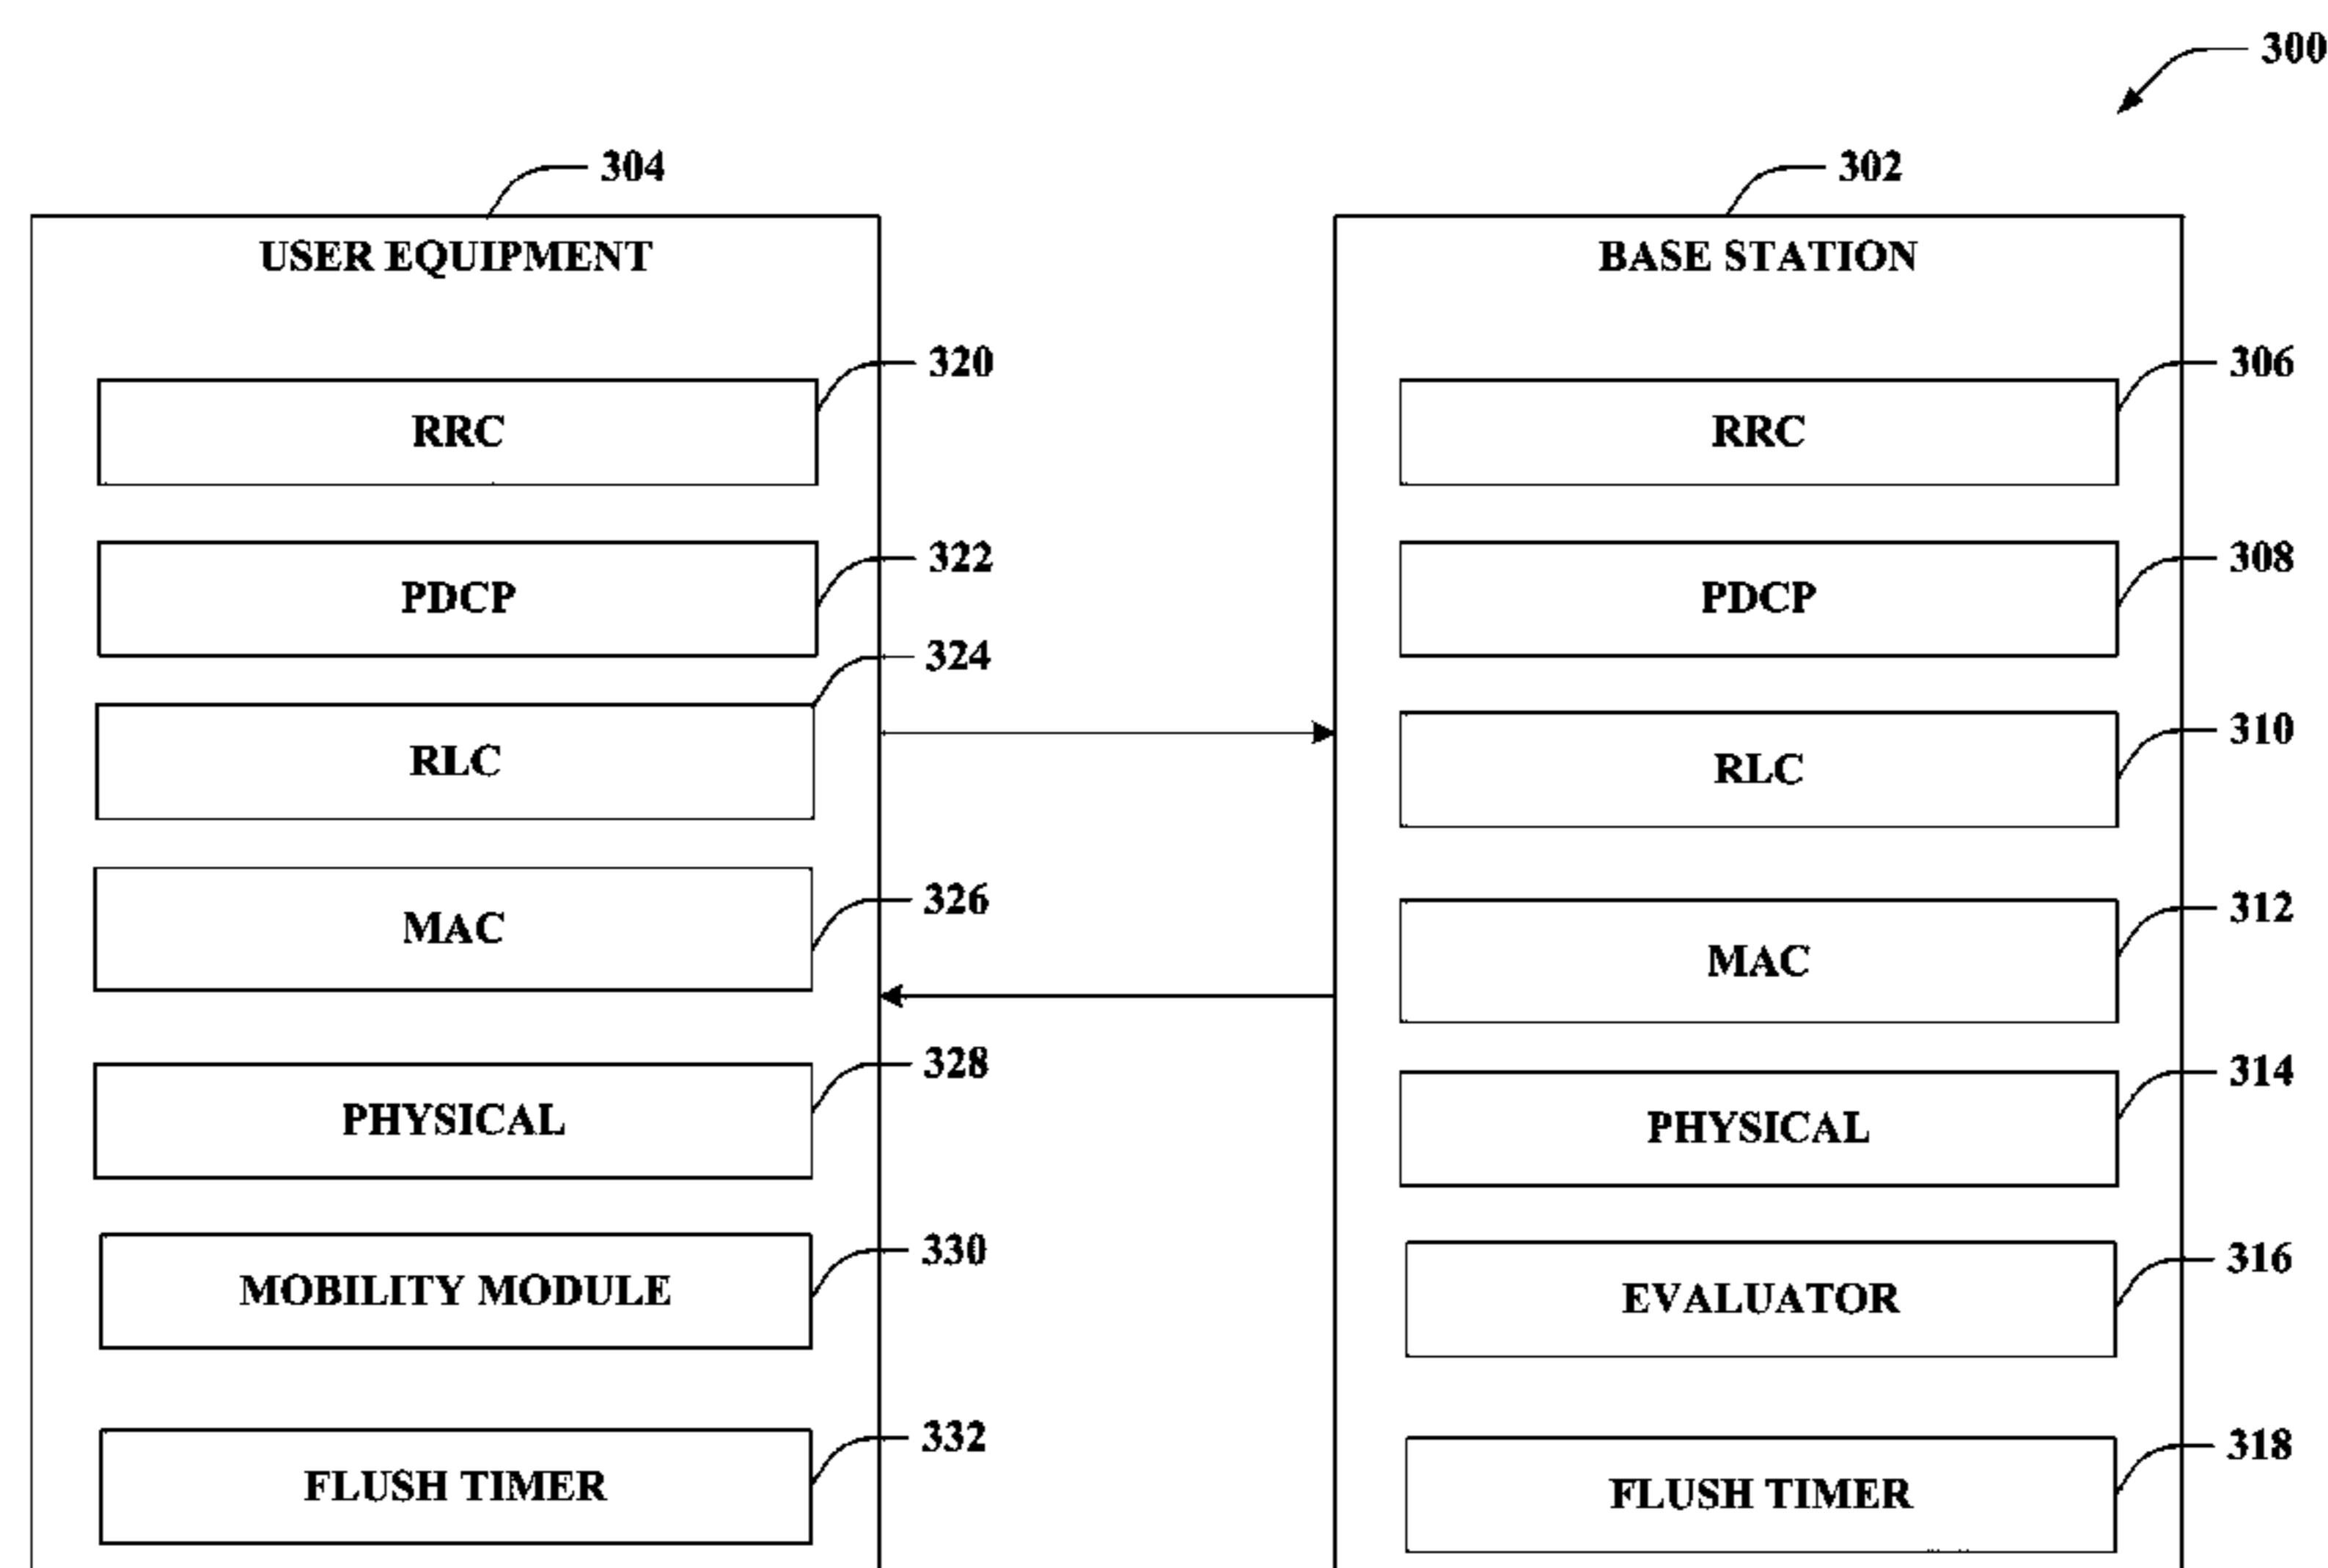 300
304
USER EQUIPMENT
320
RRC
322
PDCP
324
RLC
326
MAC
328
PHYSICAL
330
MOBILITY MODULE
332
FLUSH TIMER
302
BASE STATION
306
RRC
308
PDCP
310
RLC
312
MAC
314
PHYSICAL
316
EVALUATOR
318
FLUSH TIMER